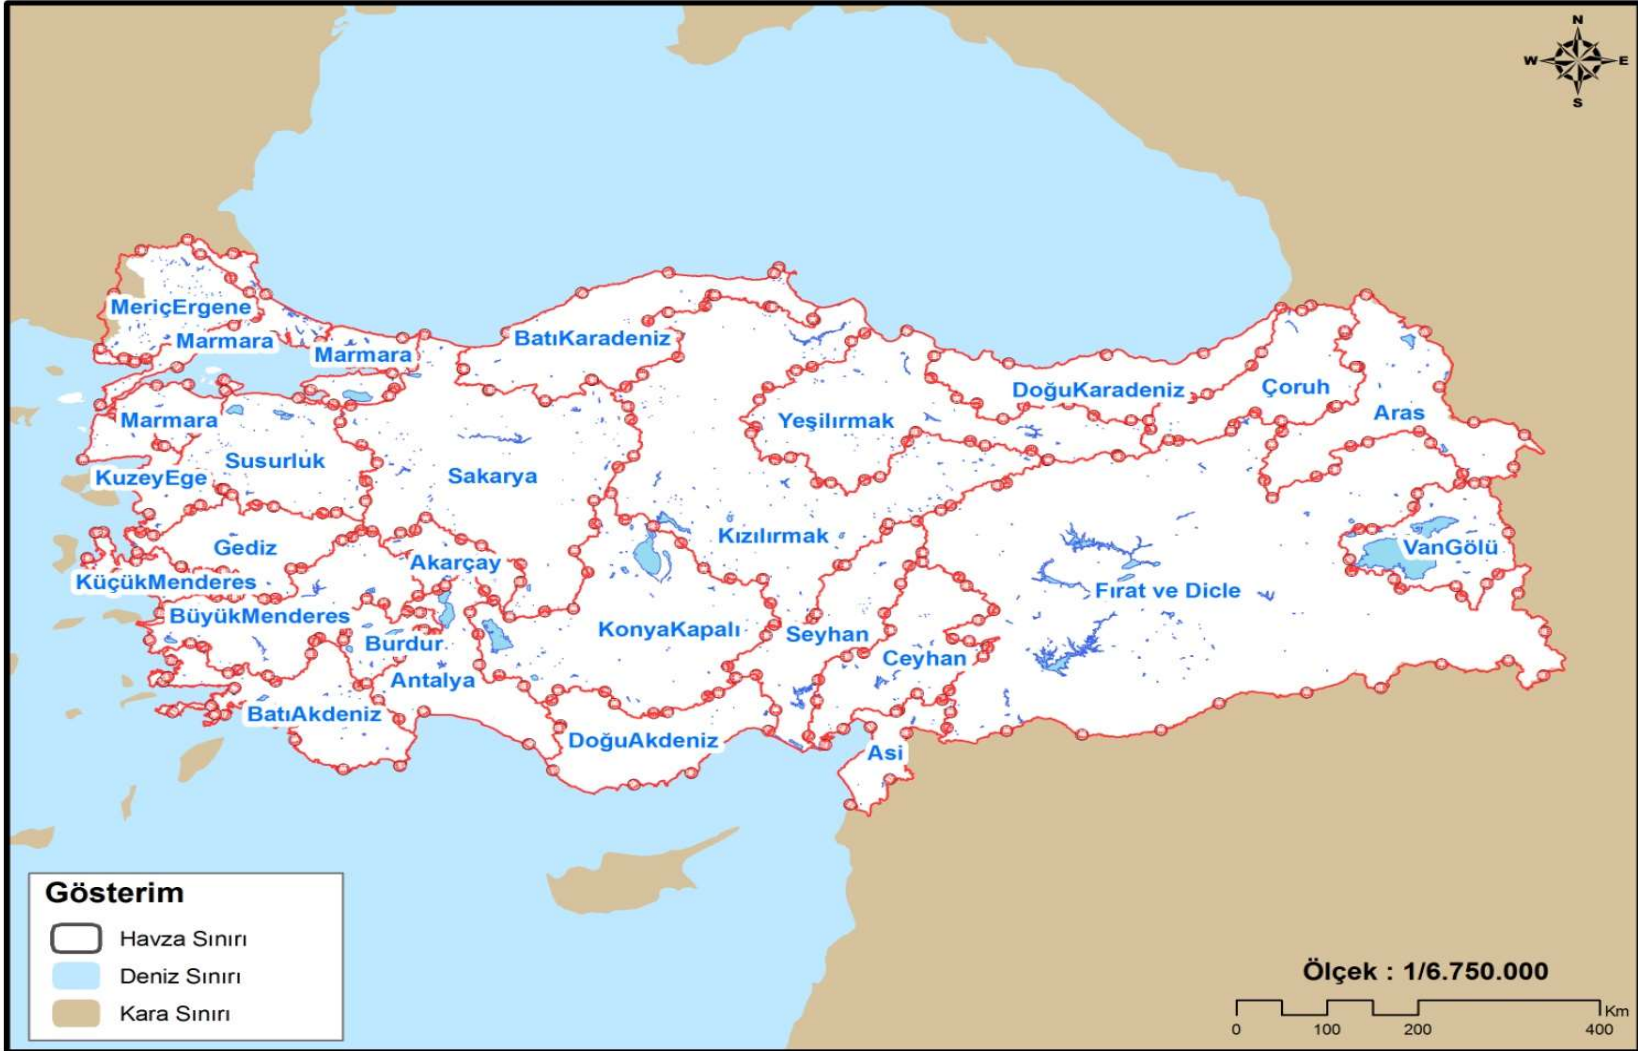 N
W E
S
MeriçErgene
Marmara
Marmara
BatıKaradeniz
DoğuKaradeniz
Çoruh
Marmara
Yeşilırmak
Aras
Susurluk
KuzeyEge
Sakarya
Kızılırmak
Gediz
Akarçay
VanGölü
KüçükMenderes
Fırat ve Dicle
BüyükMenderes
KonyaKapalı
Seyhan
Burdur
Ceyhan
Antalya
BatıAkdeniz
DoğuAkdeniz
Asi
Gösterim
Havza Sınırı
Deniz Sınırı
Kara Sınırı
Ölçek : 1/6.750.000
Km
0 100 200 400